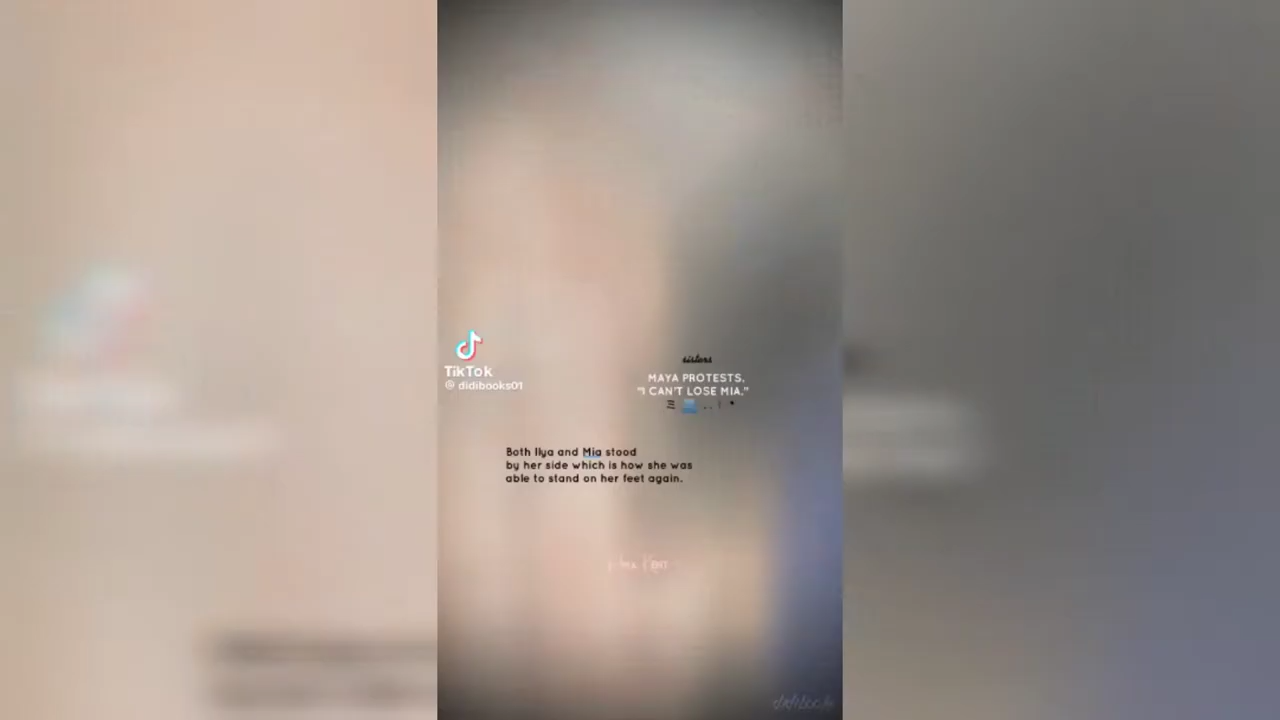 sisters
TikTok
MAYA PROTESTS.
@ didibooks01
"I CAN'T LOSE MIA."
Both Ilya and Mia stood
by her side which is how she was
able to stand on her feet again.